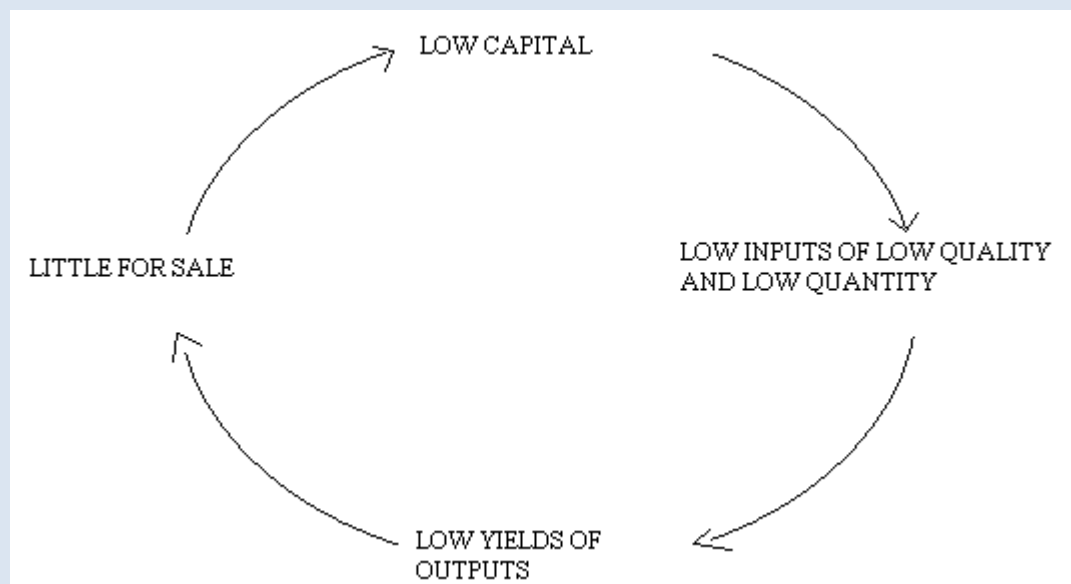 LOW CAPITAL
LOW INPUTS OF LOW QUALITY
AND LOW QUANTITY
LOW YIELDS OF
OUTPUTS
LITTLE FOR SALE